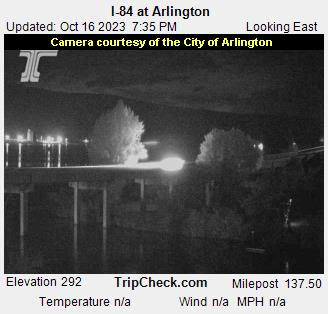 I-84 at Arlington
Updated: Oct 16 2023 7:35 PM Looking East
Camera courtesy of the City of Arlington
Elevation 292 TripCheck.com Milepost 137.50
Temperature n/a Wind n/a MPH n/a